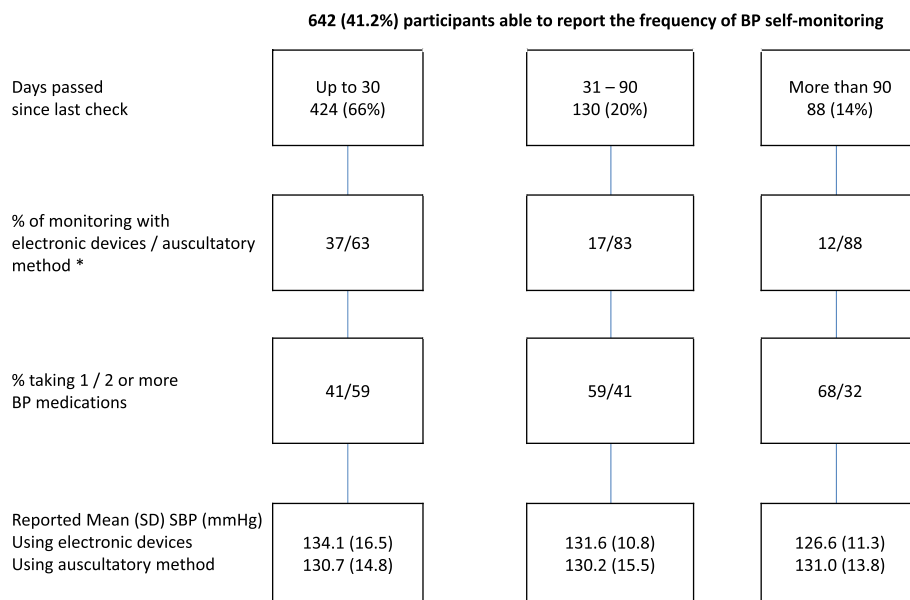 642 (41.2%) participants able to report the frequency of BP self-monitoring
Days passed
since last check
Up to 30
424 (66%)
31 – 90
130 (20%)
More than 90
88 (14%)
% of monitoring with
electronic devices / auscultatory
method *
37/63
17/83
12/88
% taking 1 / 2 or more
BP medications
41/59
59/41
68/32
Reported Mean (SD) SBP (mmHg)
Using electronic devices
Using auscultatory method
134.1 (16.5)
130.7 (14.8)
131.6 (10.8)
130.2 (15.5)
126.6 (11.3)
131.0 (13.8)